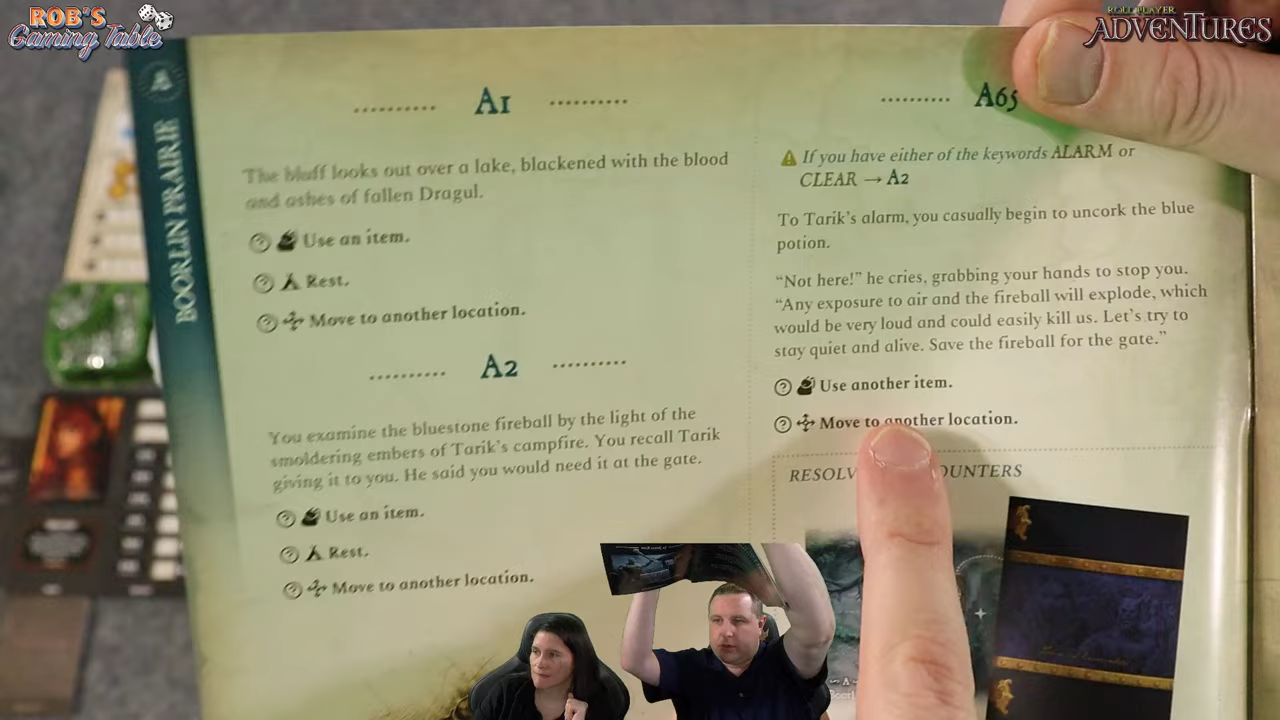 ROB'S
Gaming Table
ROLL PLAYER
ADVENTURES
BOORLIN PRAIRIE
A1
The bluff looks out over a lake, blackened with the blood
and ashes of fallen Dragul.
Use an item.
Rest.
Move to another location.
A2
You examine the bluestone fireball by the light of the
smoldering embers of Tarik's campfire. You recall Tarik
giving it to you. He said you would need it at the gate.
Use an item.
Rest.
Move to another location.
A65
If you have either of the keywords ALARM or
CLEAR → A2
To Tarik's alarm, you casually begin to uncork the blue
potion.
"Not here!" he cries, grabbing your hands to stop you.
"Any exposure to air and the fireball will explode, which
would be very loud and could easily kill us. Let's try to
stay quiet and alive. Save the fireball for the gate."
Use another item.
Move to another location.